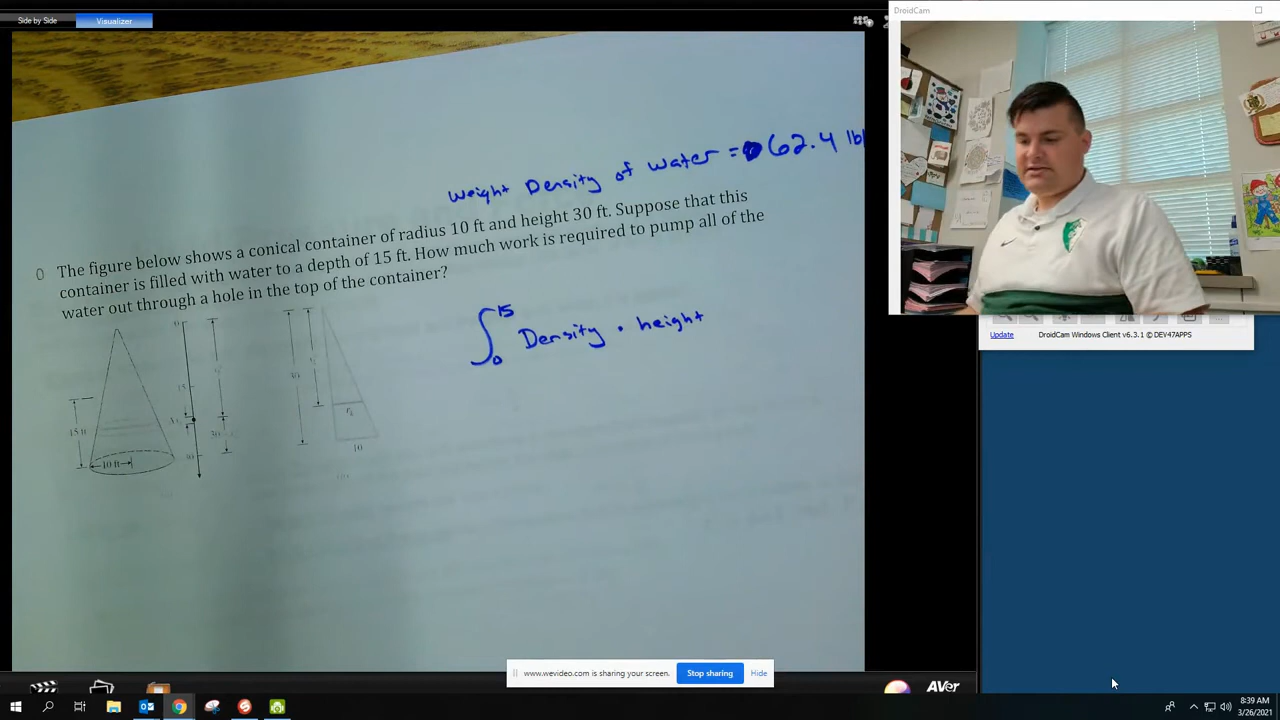 Side by Side
Visualizer
DroidCam
Weight Density of water = 62.4 lb
0 The figure below shows a conical container of radius 10 ft and height 30 ft. Suppose that this
container is filled with water to a depth of 15 ft. How much work is required to pump all of the
water out through a hole in the top of the container?
∫ 0 15 Density · height
15 ft
10 ft
10
Update
DroidCam Windows Client v6.3.1 © DEV47APPS
www.wevideo.com is sharing your screen.
Stop sharing
Hide
AVer
8:39 AM
3/26/2021